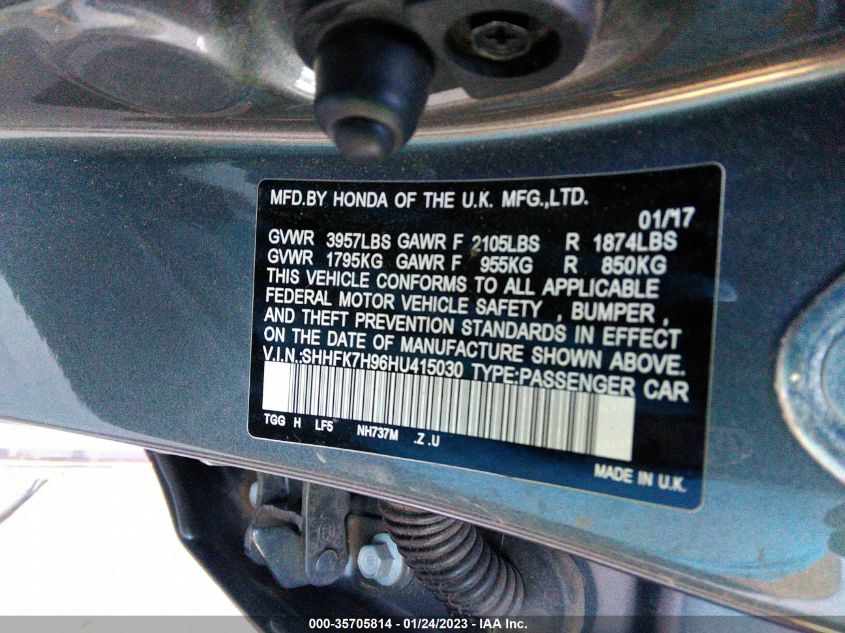 MFD.BY HONDA OF THE U.K. MFG.,LTD.
01/17
GVWR 3957LBS GAWR F 2105LBS R 1874LBS
GVWR 1795KG GAWR F 955KG R 850KG
THIS VEHICLE CONFORMS TO ALL APPLICABLE
FEDERAL MOTOR VEHICLE SAFETY , BUMPER ,
AND THEFT PREVENTION STANDARDS IN EFFECT
ON THE DATE OF MANUFACTURE SHOWN ABOVE.
V.I.N.:SHHFK7H96HU415030 TYPE:PASSENGER CAR
TGG H LF5 NH737M .Z.U
MADE IN U.K.
000-35705814 - 01/24/2023 - IAA Inc.